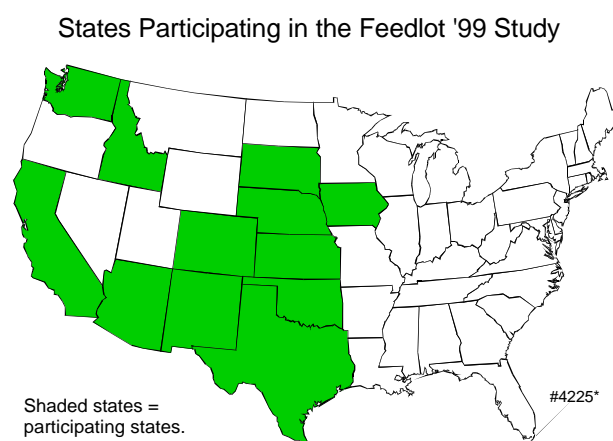 States Participating in the Feedlot '99 Study
#4225*
Shaded states =
participating states.